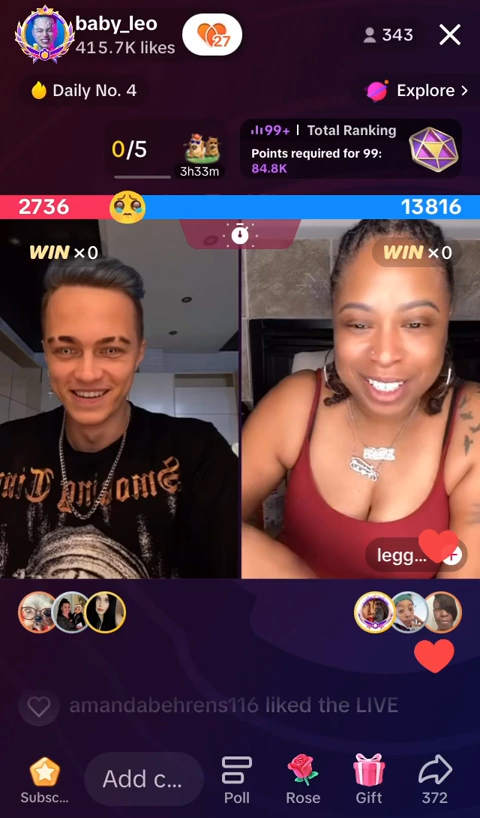 baby_leo
415.7K likes
27
343
Daily No. 4
Explore >
0/5
3h33m
99+ | Total Ranking
Points required for 99:
84.8K
2736
13816
WIN ×0
WIN ×0
legg...
amandabehrens116 liked the LIVE
Subsc...
Add c...
Poll
Rose
Gift
372